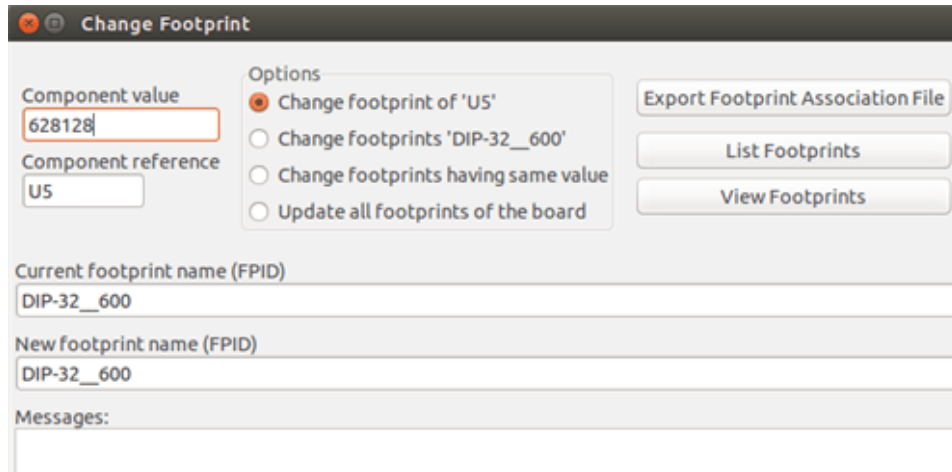 Change Footprint
Component value
628128
Component reference
U5
Options
Change footprint of 'U5'
Change footprints 'DIP-32__600'
Change footprints having same value
Update all footprints of the board
Export Footprint Association File
List Footprints
View Footprints
Current footprint name (FPID)
DIP-32__600
New footprint name (FPID)
DIP-32__600
Messages: